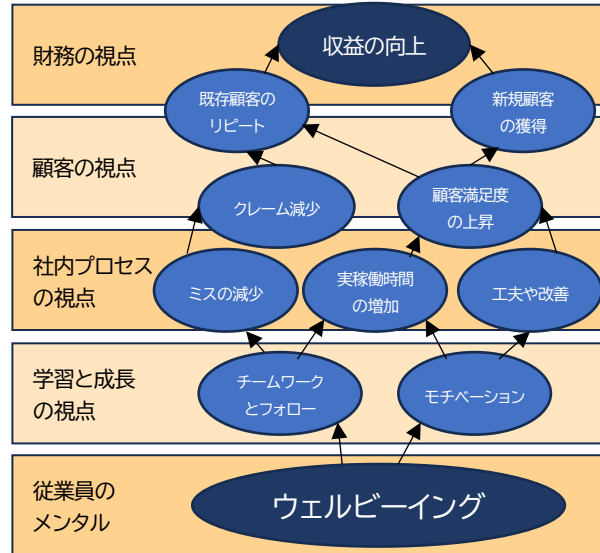 財務の視点
収益の向上
既存顧客の
リピート
新規顧客
の獲得
顧客の視点
クレーム減少
顧客満足度
の上昇
社内プロセス
の視点
ミスの減少
実稼働時間
の増加
工夫や改善
学習と成長
の視点
チームワーク
とフォロー
モチベーション
従業員の
メンタル
ウェルビーイング